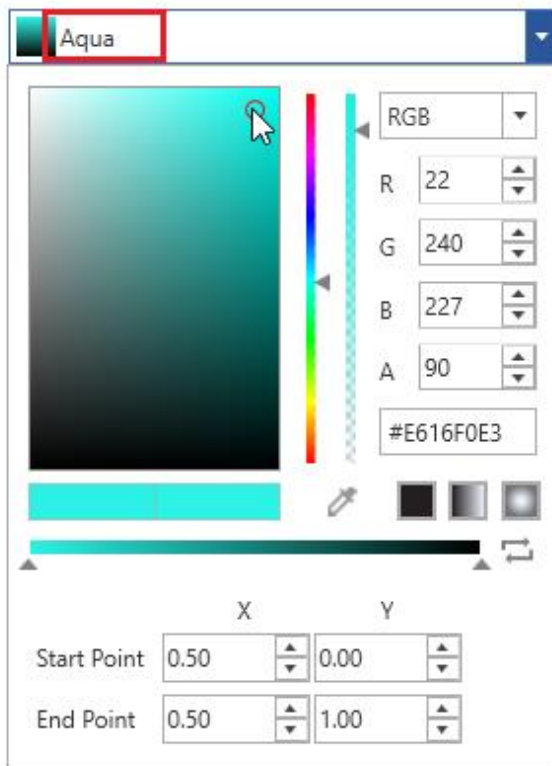 Aqua
RGB
R 22
G 240
B 227
A 90
#E616F0E3
X Y
Start Point 0.50 0.00
End Point 0.50 1.00